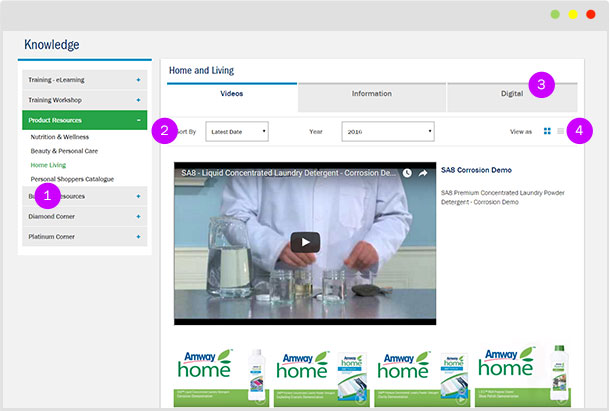 Knowledge
Training - eLearning +
Training Workshop +
Product Resources -
Nutrition & Wellness
Beauty & Personal Care
Home Living
Personal Shoppers Catalogue
1
Resources +
Diamond Corner +
Platinum Corner +
Home and Living
Videos
Information
Digital
3
2
ort By
Latest Date
Year
2016
View as
4
SA8 - Liquid Concentrated Laundry Detergent - Corrosion De...
SA8 Corrosion Demo
SA8 Premium Concentrated Laundry Powder
Detergent - Corrosion Demo
Amway
home
Amway
home
Amway
home
Amway
home